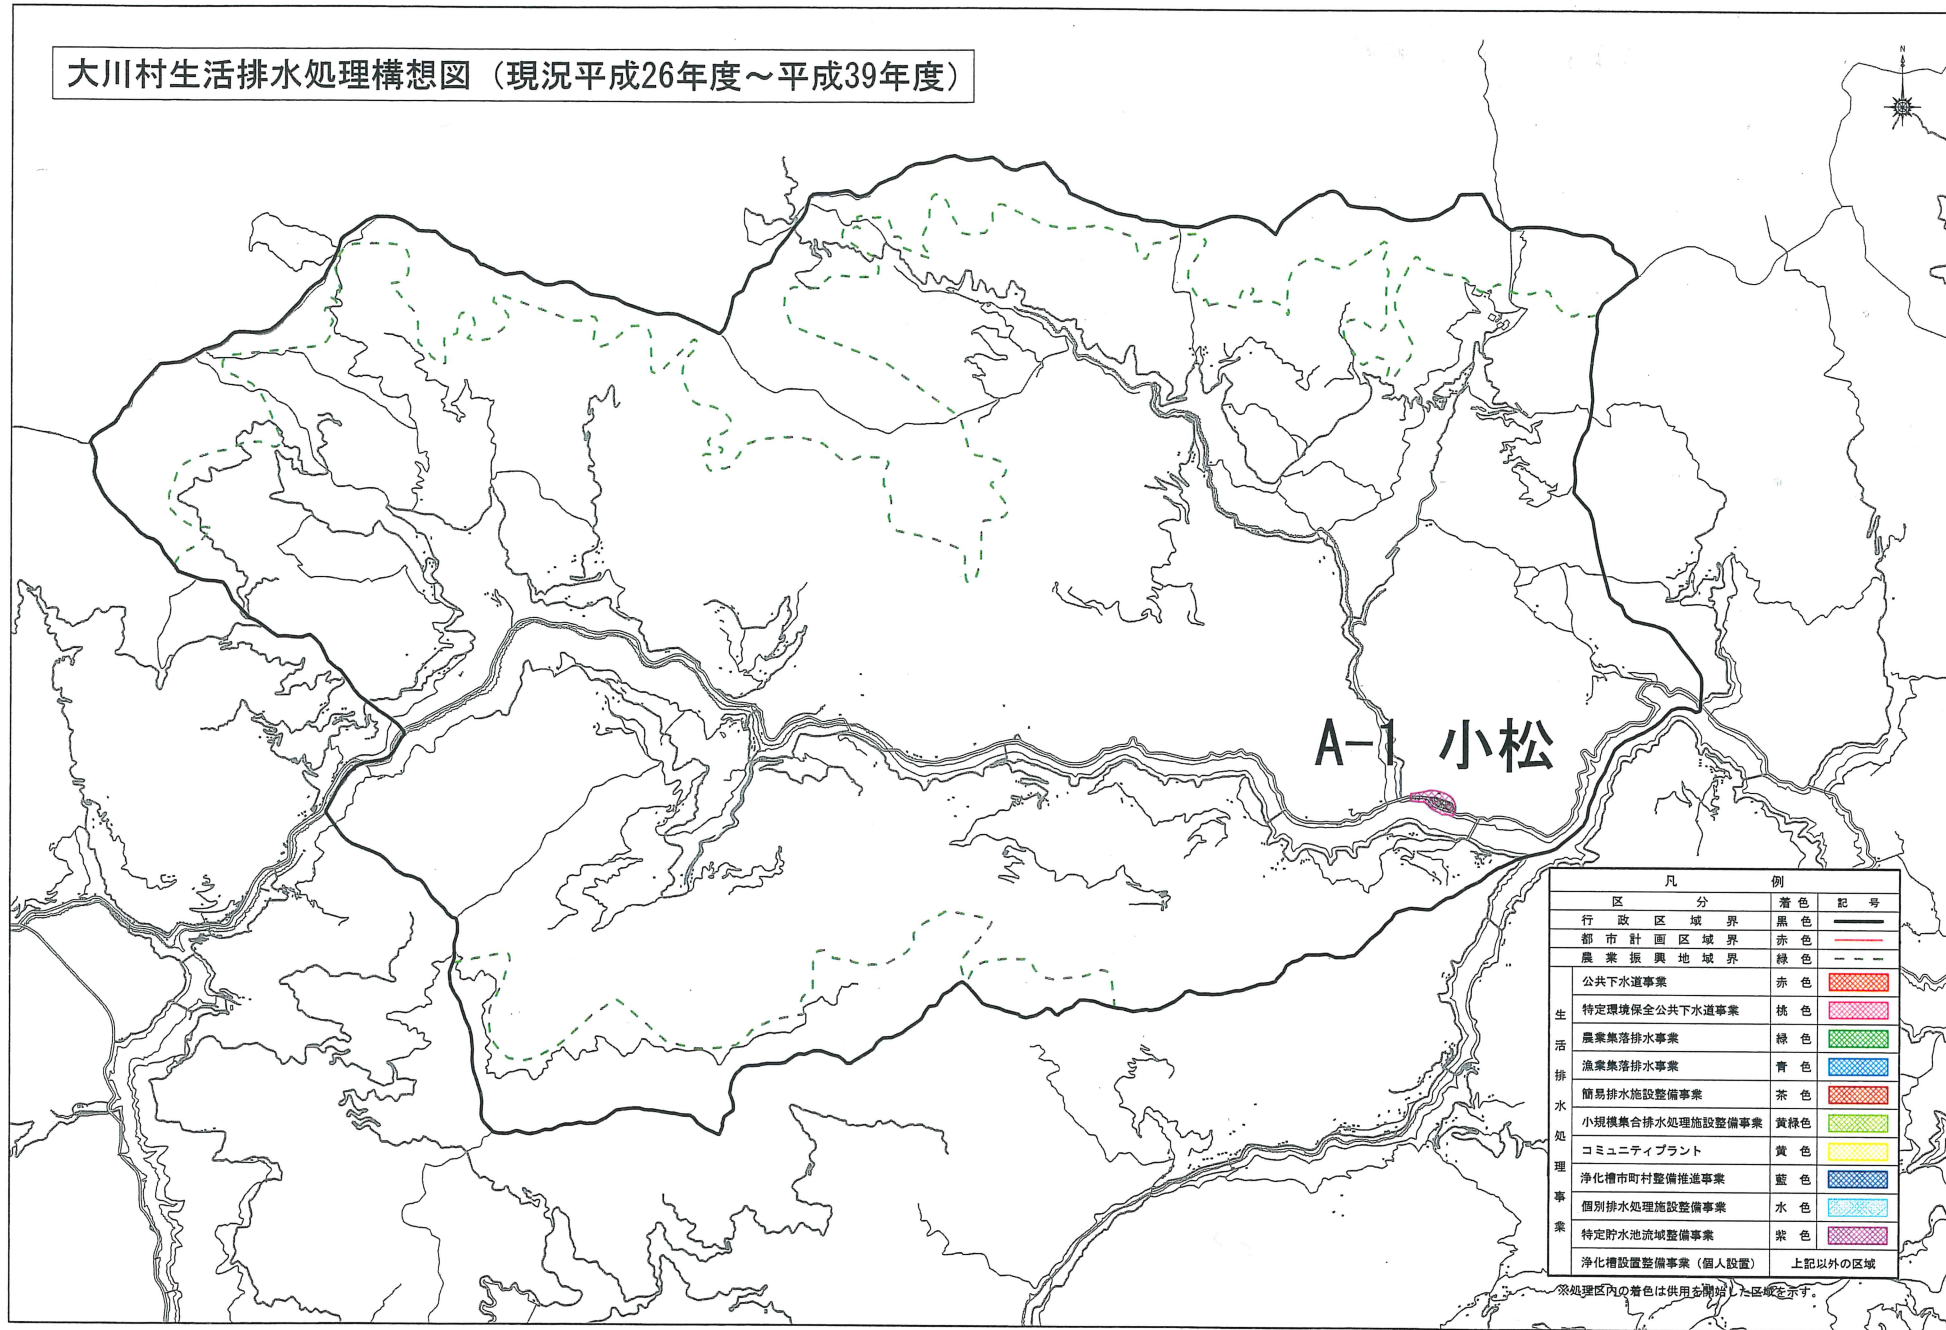 大川村生活排水処理構想図（現況平成26年度～平成39年度）
N
A-1 小松
凡 例
区 分 着色 記号
行政区域界 黒色
都市計画区域界 赤色
農業振興地域界 緑色
生活排水処理事業
公共下水道事業 赤色
特定環境保全公共下水道事業 桃色
農業集落排水事業 緑色
漁業集落排水事業 青色
簡易排水施設整備事業 茶色
小規模集合排水処理施設整備事業 黄緑色
コミュニティプラント 黄色
浄化槽市町村整備推進事業 藍色
個別排水処理施設整備事業 水色
特定貯水池流域整備事業 紫色
浄化槽設置整備事業（個人設置） 上記以外の区域
※処理区内の着色は供用を開始した区域を示す。